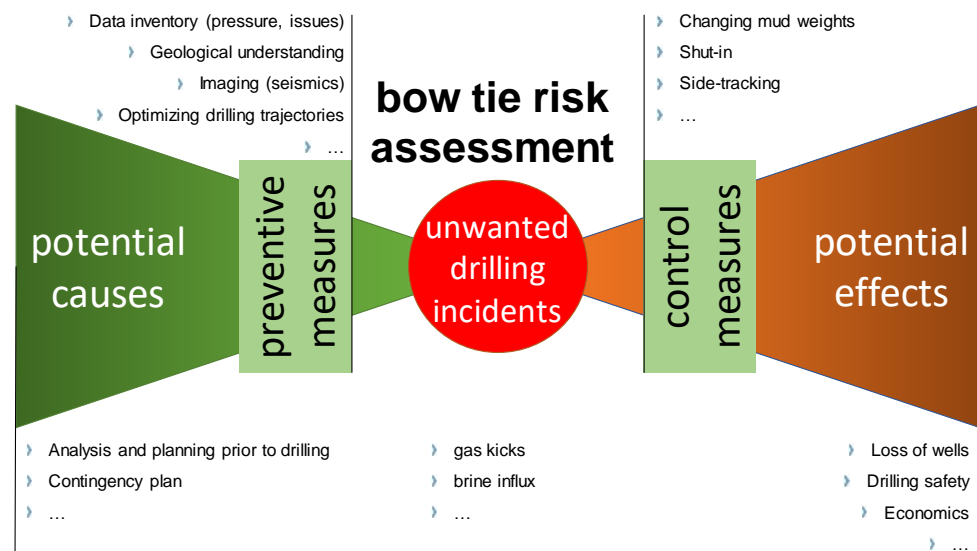 Data inventory (pressure, issues)
Geological understanding
Imaging (seismics)
Optimizing drilling trajectories
…
bow tie risk
assessment
Changing mud weights
Shut-in
Side-tracking
…
potential
causes
preventive
measures
unwanted
drilling
incidents
control
measures
potential
effects
Analysis and planning prior to drilling
Contingency plan
…
gas kicks
brine influx
…
Loss of wells
Drilling safety
Economics
…